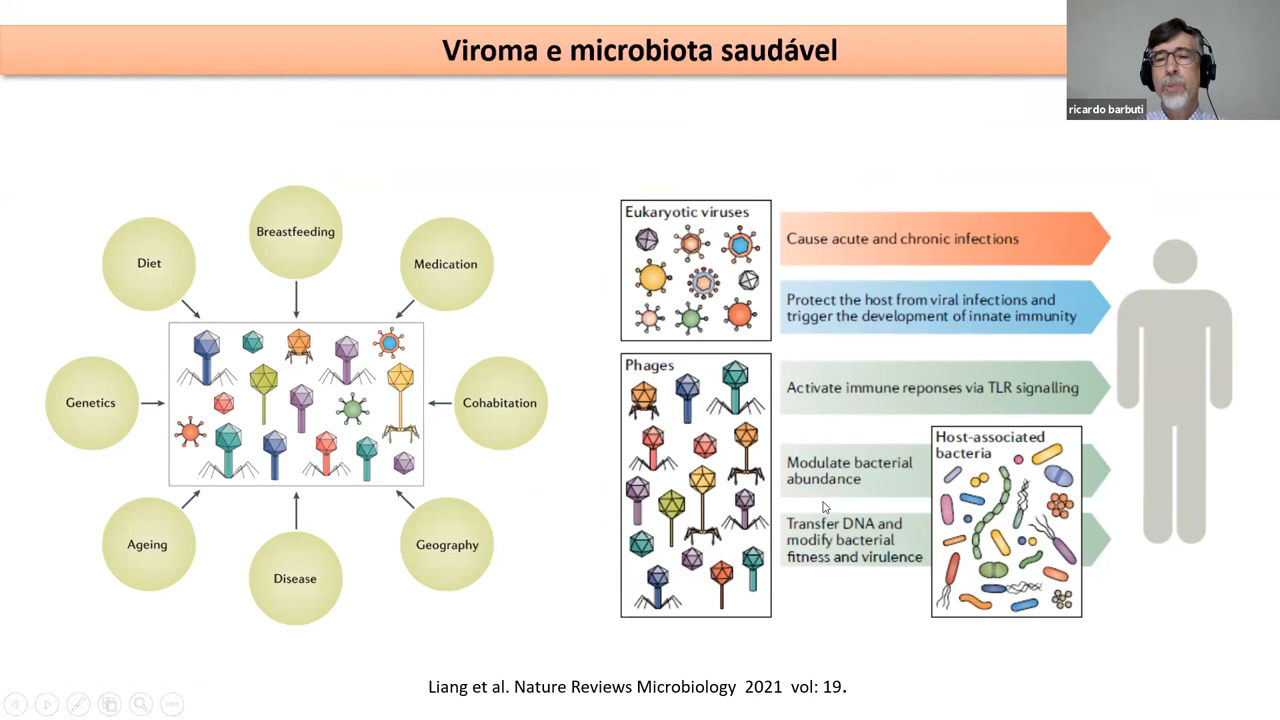 Viroma e microbiota saudável
ricardo barbuti
Breastfeeding
Diet
Medication
Genetics
Cohabitation
Ageing
Geography
Disease
Eukaryotic viruses
Cause acute and chronic infections
Protect the host from viral infections and
trigger the development of innate immunity
Phages
Activate immune reponses via TLR signalling
Modulate bacterial
abundance
Transfer DNA and
modify bacterial
fitness and virulence
Host-associated
bacteria
Liang et al. Nature Reviews Microbiology 2021 vol: 19.